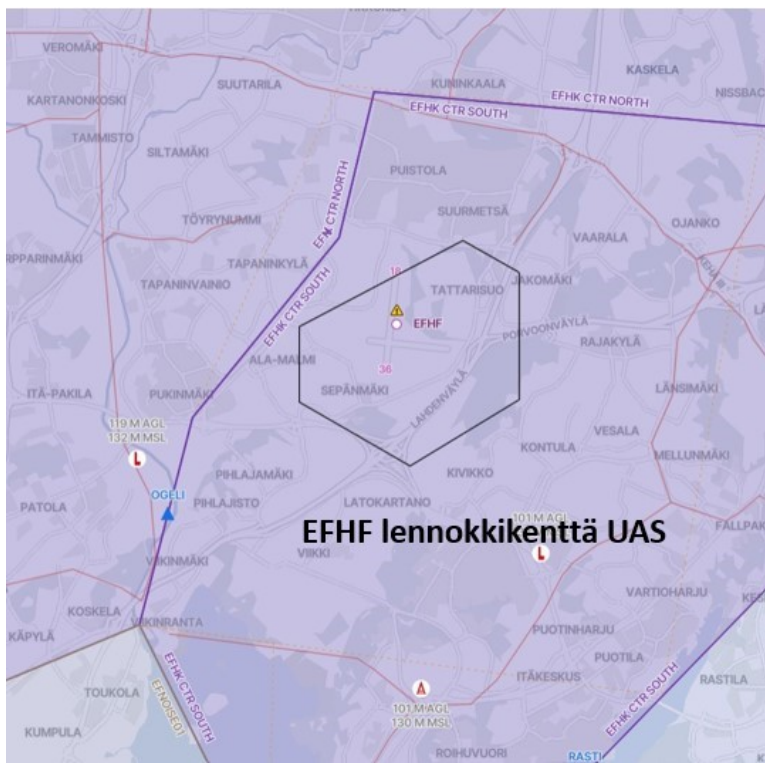 VEROMÄKI
KUNINKAALA
KASKELA
SUUTARILA
NISSBAC
KARTANONKOSKI
EFHK CTR NORTH
EFHK CTR SOUTH
TAMMISTO
SILTAMÄKI
PUISTOLA
EFHK CTR NORTH
SUURMETSÄ
TÖYRYNUMMI
OJANKO
VAARALA
RPPARINMÄKI
TAPANINKYLÄ
KEHÄ III
18
JAKOMÄKI
TAPANINVAINIO
TATTARISUO
EFHK CTR SOUTH
EFHF
PORVOONVÄYLÄ
RAJAKYLÄ
ALA-MALMI
36
ITÄ-PAKILA
PUKINMÄKI
SEPÄNMÄKI
LAHDENVÄYLÄ
LÄNSIMÄKI
119 M AGL
132 M MSL
VESALA
KONTULA
MELLUNMÄKI
PIHLAJAMÄKI
KIVIKKO
OGELI
PATOLA
PIHLAJISTO
LATOKARTANO
101 M AGL
FALLPAK
EFHF lennokkikenttä UAS
VIIKINMÄKI
VIIKKI
VARTIOHARJU
KOSKELA
VIIKINRANTA
PUOTINHARJU
KÄPYLÄ
PUOTILA
EFHK CTR SOUTH
ITÄKESKUS
EFHK CTR SOUTH
RASTILA
TOUKOLA
EFNOISE01
101 M AGL
130 M MSL
KUMPULA
ROIHUVUORI
RASTI